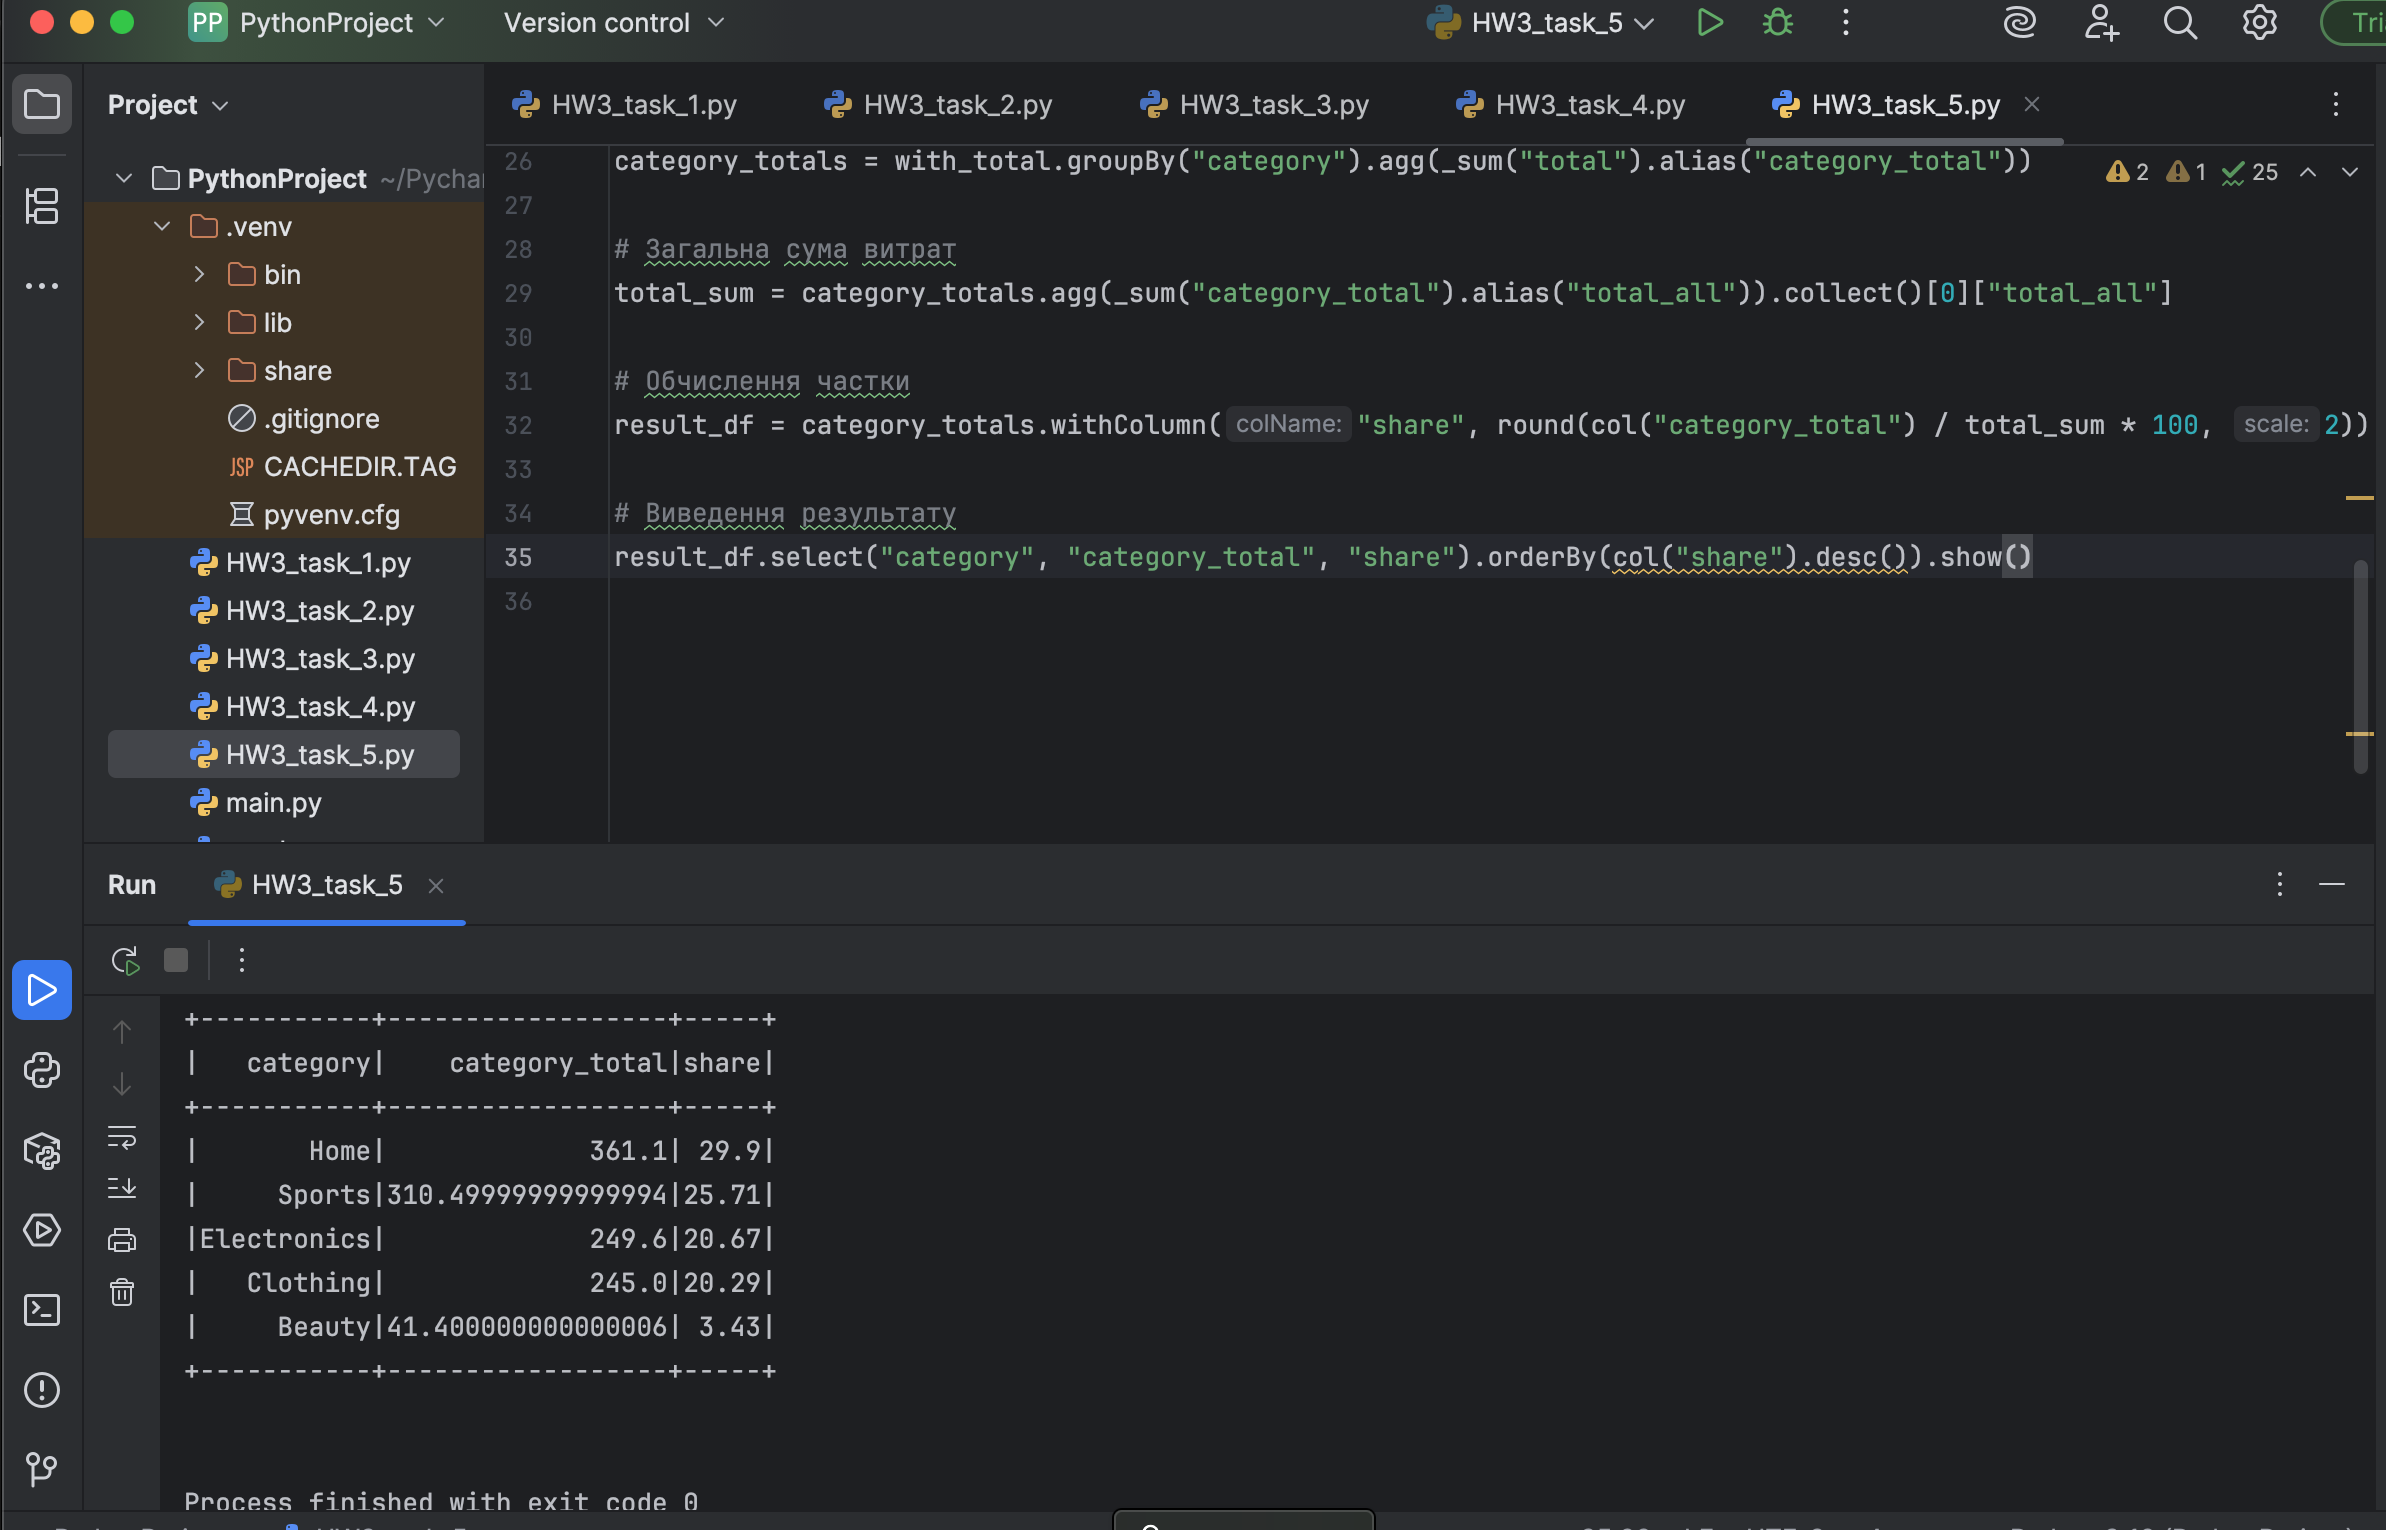 PP PythonProject Version control HW3_task_5
Project
HW3_task_1.py HW3_task_2.py HW3_task_3.py HW3_task_4.py HW3_task_5.py
PythonProject
.venv
bin
lib
share
.gitignore
JSP CACHEDIR.TAG
pyvenv.cfg
HW3_task_1.py
HW3_task_2.py
HW3_task_3.py
HW3_task_4.py
HW3_task_5.py
main.py
2 1 25
26 category_totals = with_total.groupBy("category").agg(_sum("total").alias("category_total"))
27
28 # Загальна сума витрат
29 total_sum = category_totals.agg(_sum("category_total").alias("total_all")).collect()[0]["total_all"]
30
31 # Обчислення частки
32 result_df = category_totals.withColumn( colName: "share", round(col("category_total") / total_sum * 100, scale: 2))
33
34 # Виведення результату
35 result_df.select("category", "category_total", "share").orderBy(col("share").desc()).show()
36
Run HW3_task_5
+-----------+------------------+-----+
|   category|    category_total|share|
+-----------+------------------+-----+
|       Home|             361.1| 29.9|
|     Sports|310.49999999999994|25.71|
|Electronics|             249.6|20.67|
|   Clothing|             245.0|20.29|
|     Beauty|41.400000000000006| 3.43|
+-----------+------------------+-----+
Process finished with exit code 0